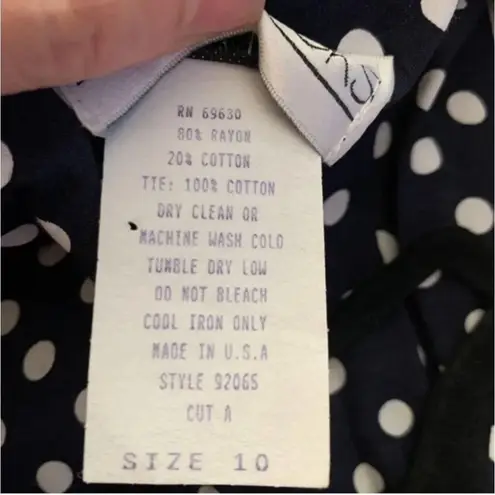 RN 69630
80% RAYON
20% COTTON
TIE: 100% COTTON
DRY CLEAN OR
MACHINE WASH COLD
TUMBLE DRY LOW
DO NOT BLEACH
COOL IRON ONLY
MADE IN U.S.A
STYLE 92065
CUT A
SIZE 10